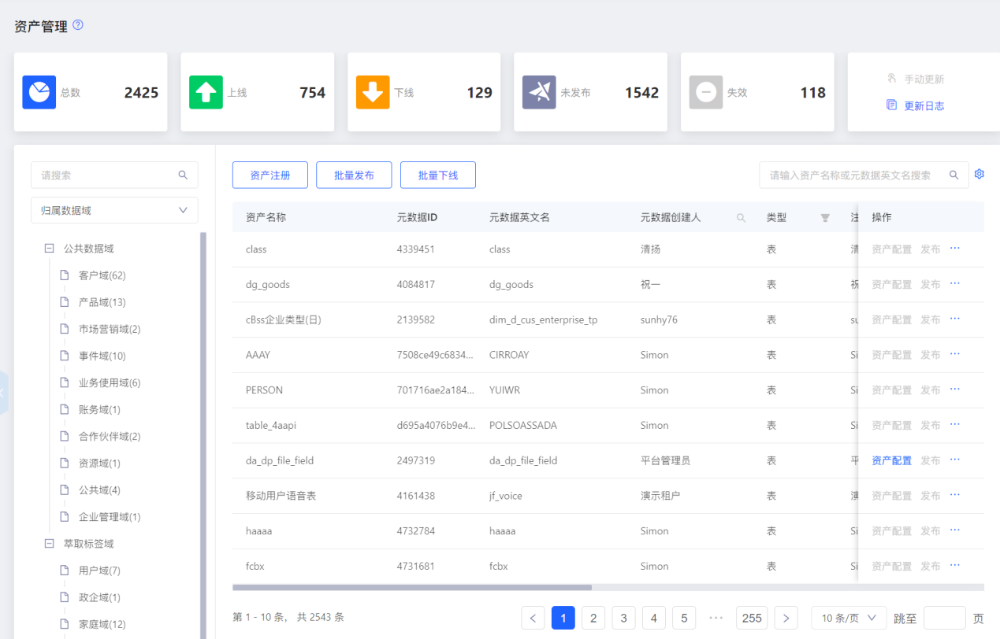 资产管理
总数 2425
上线 754
下线 129
未发布 1542
失效 118
手动更新
更新日志
请搜索
归属数据域
公共数据域
客户域(62)
产品域(13)
市场营销域(2)
事件域(10)
业务使用域(6)
账务域(1)
合作伙伴域(2)
资源域(1)
公共域(4)
企业管理域(1)
萃取标签域
用户域(7)
政企域(1)
家庭域(12)
资产注册 批量发布 批量下线 请输入资产名称或元数据英文名搜索
资产名称 元数据ID 元数据英文名 元数据创建人 类型 注 操作
class 4339451 class 清扬 表 清 资产配置 发布 ...
dg_goods 4084817 dg_goods 祝一 表 祝 资产配置 发布 ...
cBss企业类型(日) 2139582 dim_d_cus_enterprise_tp sunhy76 表 su 资产配置 发布 ...
AAAY 7508ce49c6834... CIRROAY Simon 表 Si 资产配置 发布 ...
PERSON 701716ae2a184... YUIWR Simon 表 Si 资产配置 发布 ...
table_4aapi d695a4076b9e4... POLSOASSADA Simon 表 Si 资产配置 发布 ...
da_dp_file_field 2497319 da_dp_file_field 平台管理员 表 平 资产配置 发布 ...
移动用户语音表 4161438 jf_voice 演示租户 表 演 资产配置 发布 ...
haaaa 4732784 haaaa Simon 表 Si 资产配置 发布 ...
fcbx 4731681 fcbx Simon 表 Si 资产配置 发布 ...
第 1 - 10 条， 共 2543 条 < 1 2 3 4 5 ••• 255 > 10 条/页 跳至 页